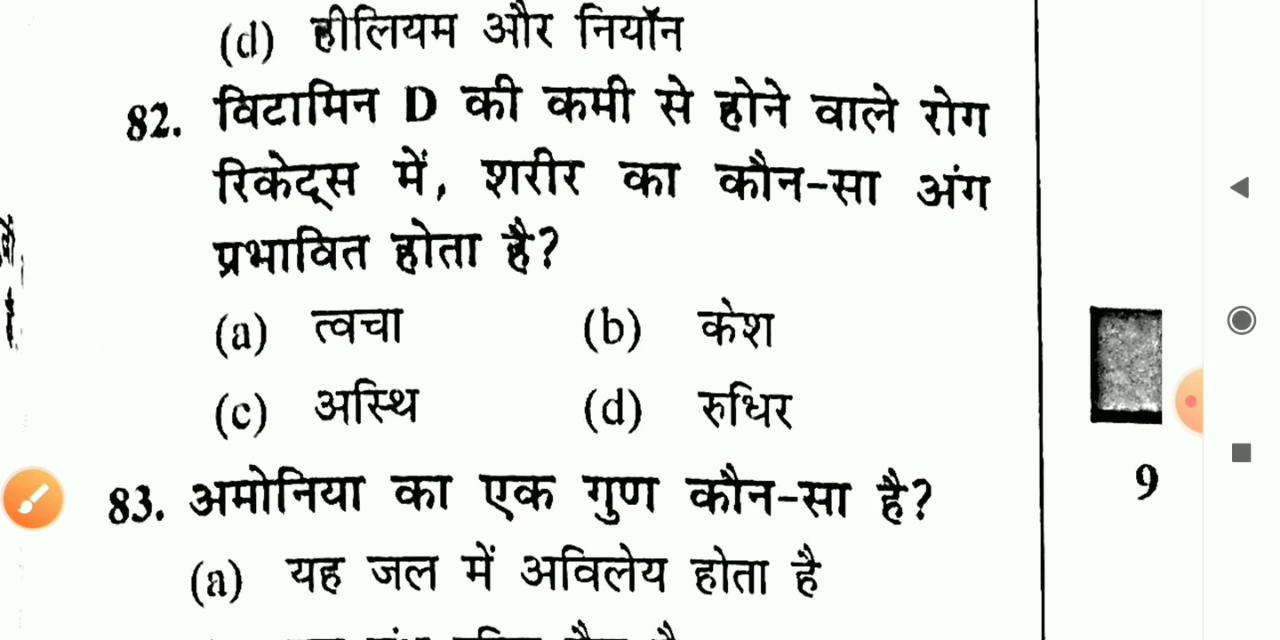 (d) हीलियम और नियॉन
82. विटामिन D की कमी से होने वाले रोग
रिकेट्स में, शरीर का कौन-सा अंग
प्रभावित होता है?
(a) त्वचा (b) केश
(c) अस्थि (d) रुधिर
83. अमोनिया का एक गुण कौन-सा है?
9
(a) यह जल में अविलेय होता है